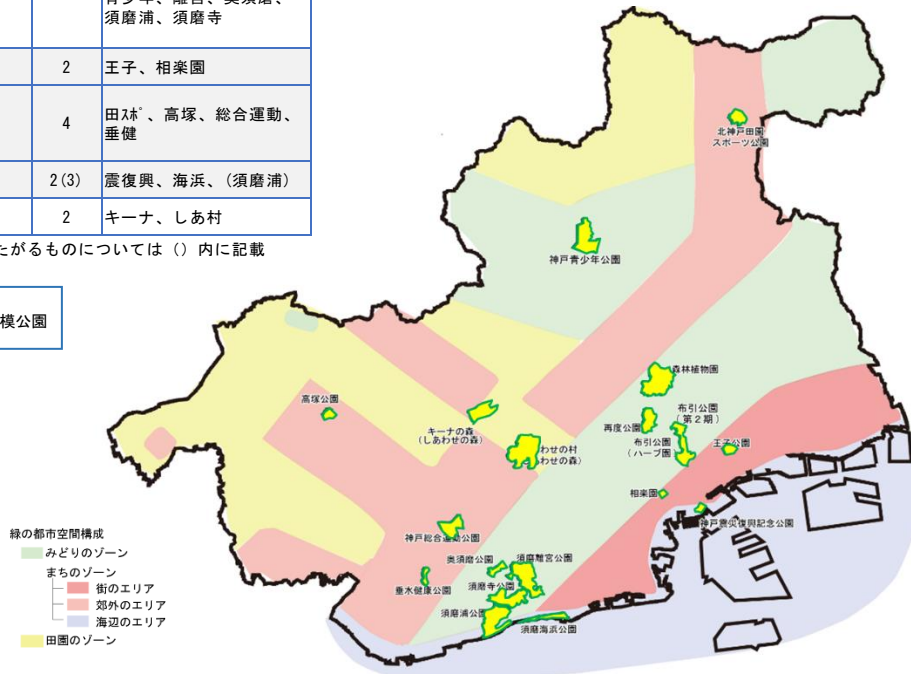 須磨浦、須磨寺
2
王子、相楽園
4
田ｽﾎﾟ、高塚、総合運動、
垂健
2(3)
震復興、海浜、(須磨浦)
2
キーナ、しあ村
たがるものについては（）内に記載
模公園
北神戸田園
スポーツ公園
神戸青少年公園
森林植物園
高塚公園
布引公園
（第２期）
キーナの森
（しあわせの森）
再度公園
布引公園
（ハーブ園）
王子公園
わせの村
わせの森）
相楽園
神戸震災復興記念公園
神戸総合運動公園
奥須磨公園
須磨離宮公園
垂水健康公園
須磨寺公園
須磨浦公園
須磨海浜公園
緑の都市空間構成
みどりのゾーン
まちのゾーン
街のエリア
郊外のエリア
海辺のエリア
田園のゾーン